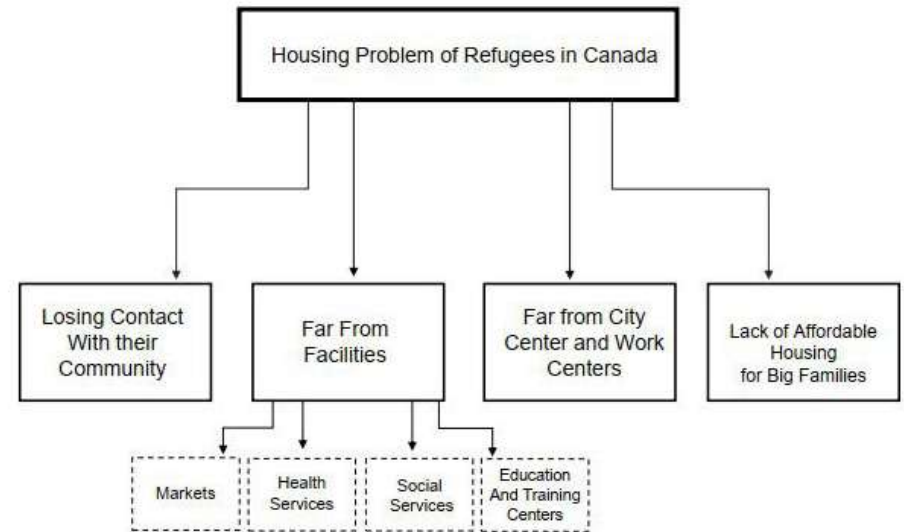 Housing Problem of Refugees in Canada
Losing Contact
With their
Community
Far From
Facilities
Far from City
Center and Work
Centers
Lack of Affordable
Housing
for Big Families
Markets
Health
Services
Social
Services
Education
And Training
Centers